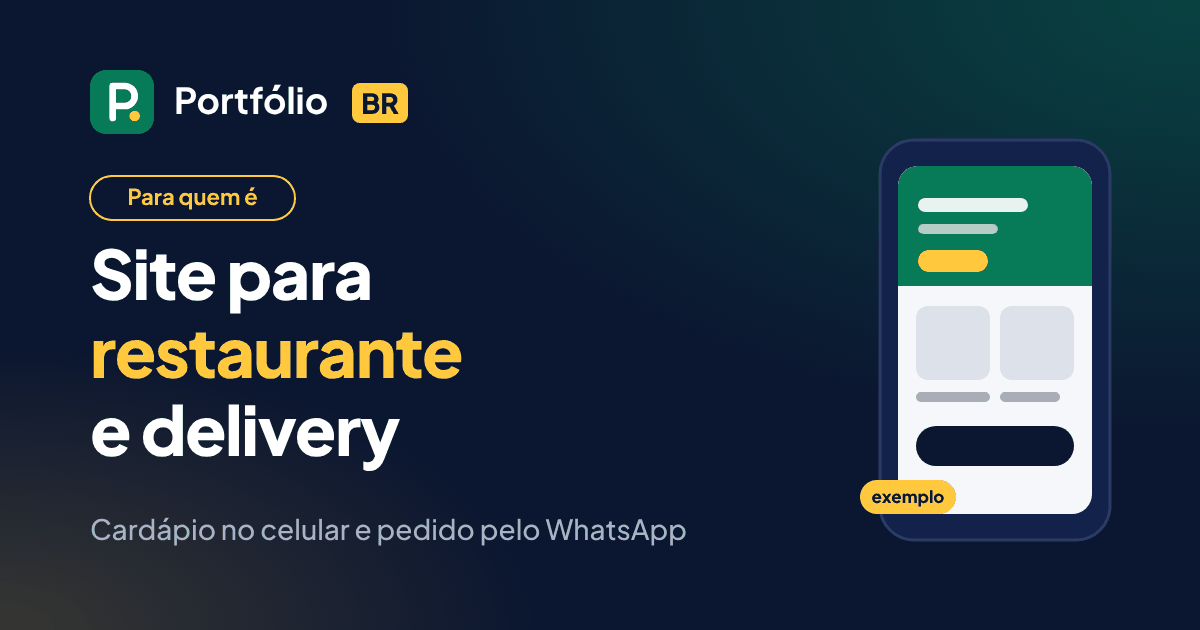 P.
Portfólio BR
Para quem é
Site para
restaurante
e delivery
Cardápio no celular e pedido pelo WhatsApp
exemplo